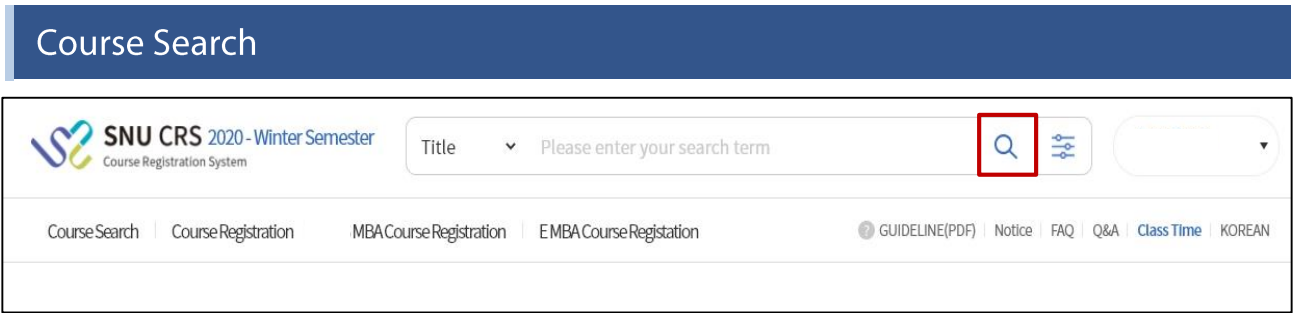 Course Search
SNU CRS 2020 - Winter Semester
Course Registration System
Title
Please enter your search term
Course Search
Course Registration
MBA Course Registration
EMBA Course Registation
? GUIDELINE(PDF)
Notice
FAQ
Q&A
Class Time
KOREAN